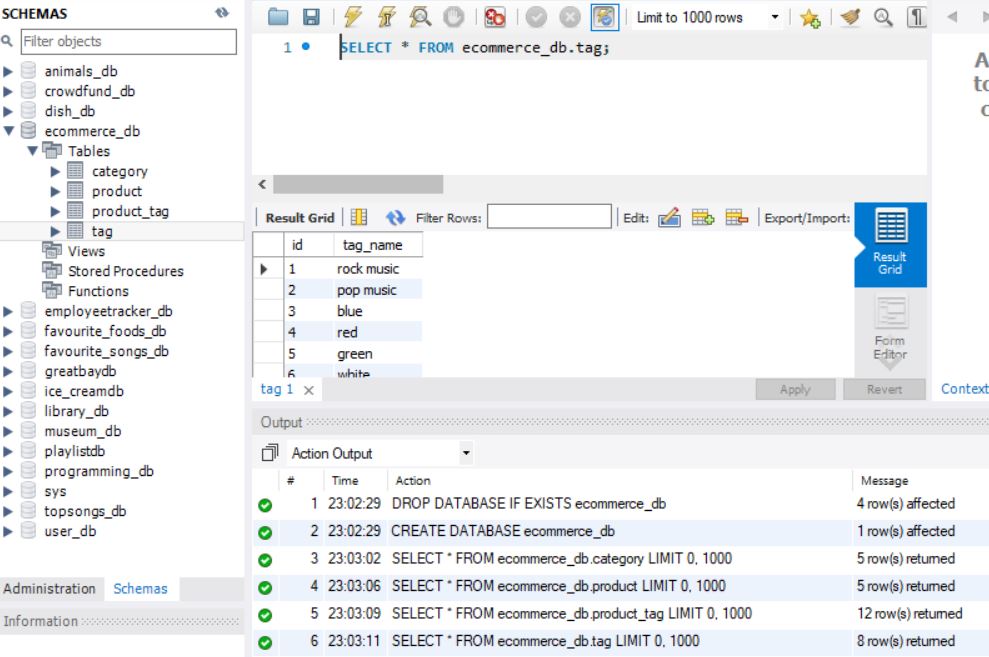 SCHEMAS
Filter objects
animals_db
crowdfund_db
dish_db
ecommerce_db
Tables
category
product
product_tag
tag
Views
Stored Procedures
Functions
employeetracker_db
favourite_foods_db
favourite_songs_db
greatbaydb
ice_creamdb
library_db
museum_db
playlistdb
programming_db
sys
topsongs_db
user_db
Administration Schemas
Information
Limit to 1000 rows
1 SELECT * FROM ecommerce_db.tag;
Result Grid Filter Rows: Edit: Export/Import:
id tag_name
1 rock music
2 pop music
3 blue
4 red
5 green
6 white
Result
Grid
Form
Editor
tag 1 Apply Revert Context
Output
Action Output
# Time Action Message
1 23:02:29 DROP DATABASE IF EXISTS ecommerce_db 4 row(s) affected
2 23:02:29 CREATE DATABASE ecommerce_db 1 row(s) affected
3 23:03:02 SELECT * FROM ecommerce_db.category LIMIT 0, 1000 5 row(s) returned
4 23:03:06 SELECT * FROM ecommerce_db.product LIMIT 0, 1000 5 row(s) returned
5 23:03:09 SELECT * FROM ecommerce_db.product_tag LIMIT 0, 1000 12 row(s) returned
6 23:03:11 SELECT * FROM ecommerce_db.tag LIMIT 0, 1000 8 row(s) returned